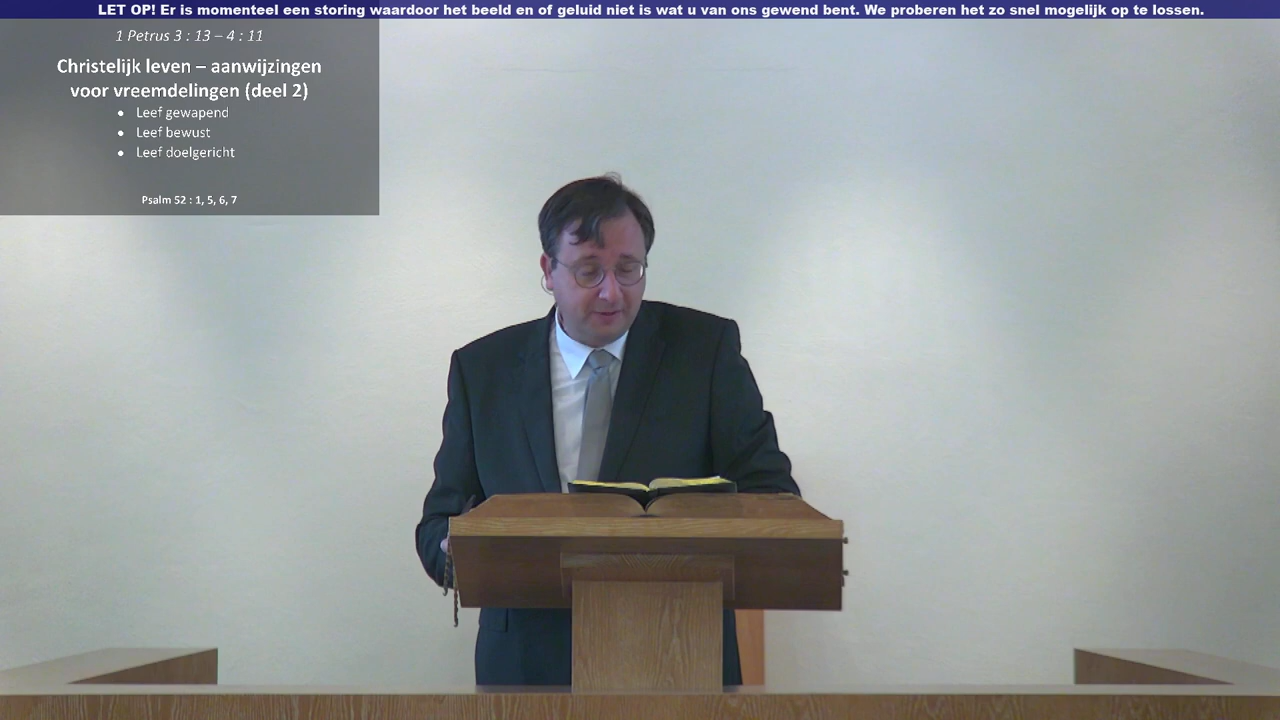 LET OP! Er is momenteel een storing waardoor het beeld en of geluid niet is wat u van ons gewend bent. We proberen het zo snel mogelijk op te lossen.
1 Petrus 3 : 13 – 4 : 11
Christelijk leven – aanwijzingen
voor vreemdelingen (deel 2)
• Leef gewapend
• Leef bewust
• Leef doelgericht
Psalm 52 : 1, 5, 6, 7